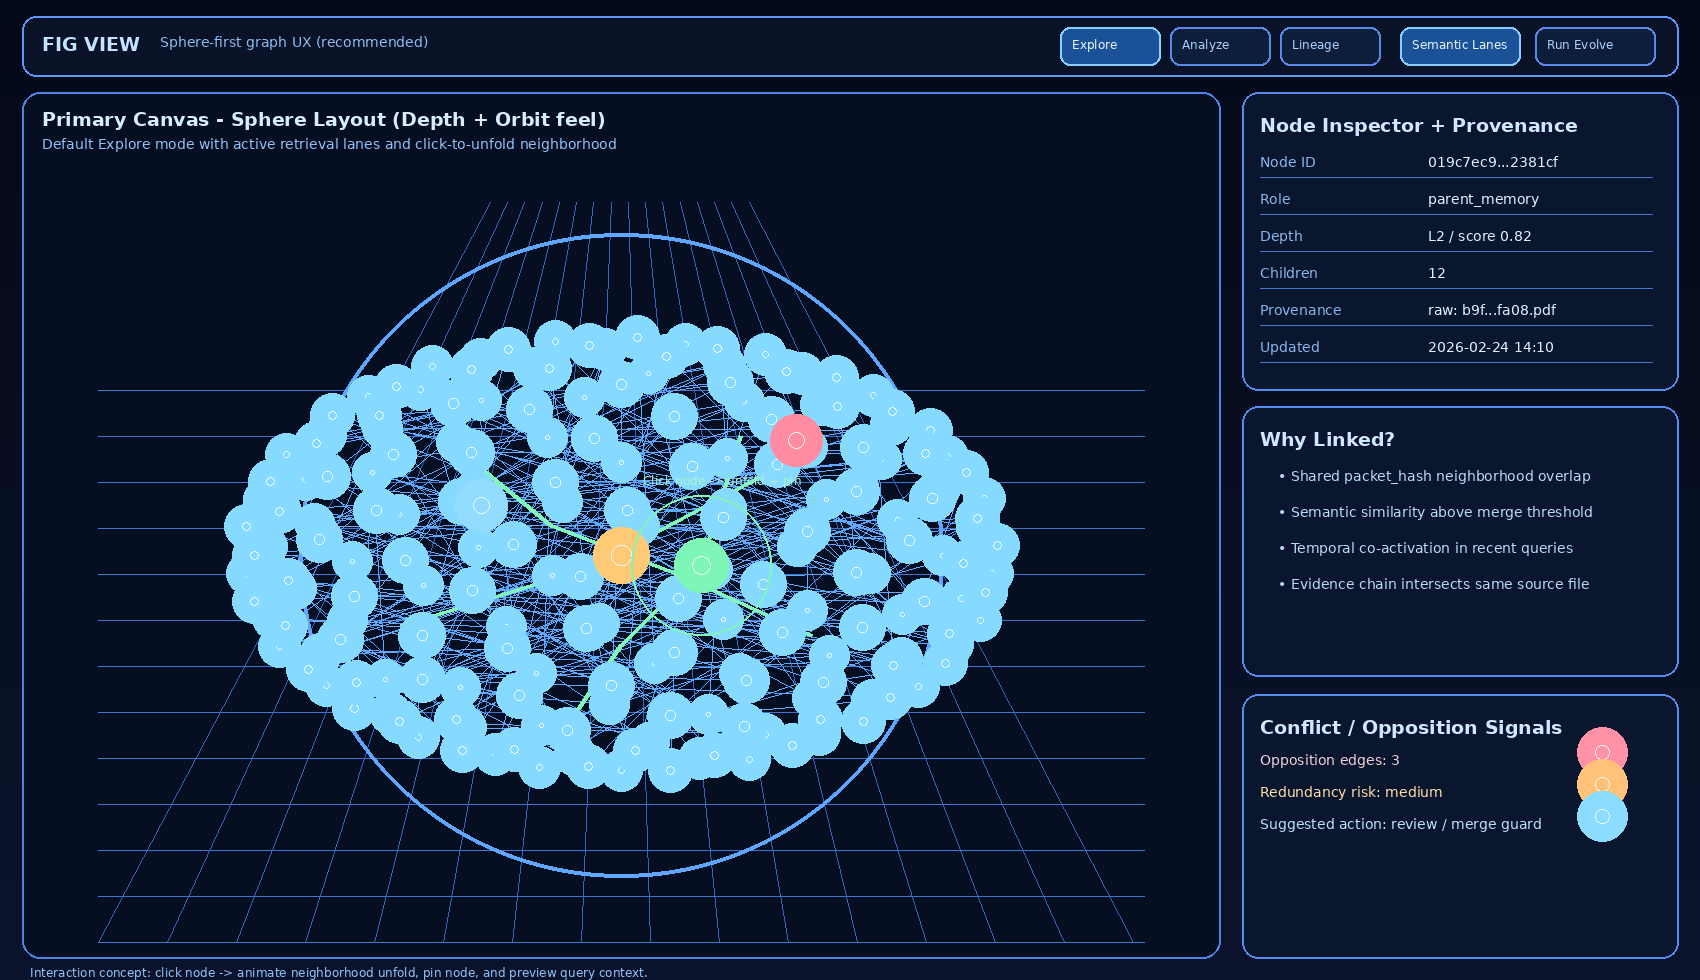 FIG VIEW
Sphere-first graph UX (recommended)
Explore
Analyze
Lineage
Semantic Lanes
Run Evolve
Primary Canvas - Sphere Layout (Depth + Orbit feel)
Default Explore mode with active retrieval lanes and click-to-unfold neighborhood
Click node -> unfold + pin
Interaction concept: click node -> animate neighborhood unfold, pin node, and preview query context.
Node Inspector + Provenance
Node ID 019c7ec9...2381cf
Role parent_memory
Depth L2 / score 0.82
Children 12
Provenance raw: b9f...fa08.pdf
Updated 2026-02-24 14:10
Why Linked?
• Shared packet_hash neighborhood overlap
• Semantic similarity above merge threshold
• Temporal co-activation in recent queries
• Evidence chain intersects same source file
Conflict / Opposition Signals
Opposition edges: 3
Redundancy risk: medium
Suggested action: review / merge guard